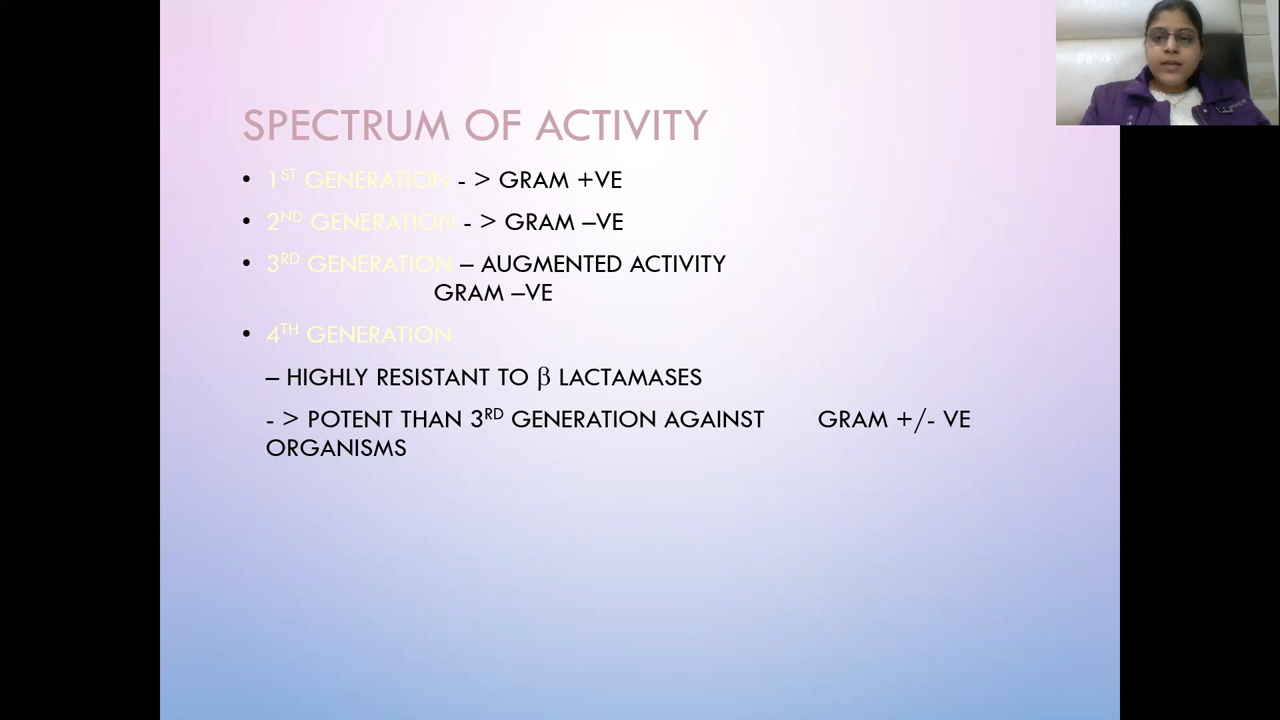 SPECTRUM OF ACTIVITY
• 1ST GENERATION - > GRAM +VE
• 2ND GENERATION - > GRAM –VE
• 3RD GENERATION – AUGMENTED ACTIVITY
GRAM –VE
• 4TH GENERATION
– HIGHLY RESISTANT TO β LACTAMASES
- > POTENT THAN 3RD GENERATION AGAINST GRAM +/- VE
ORGANISMS